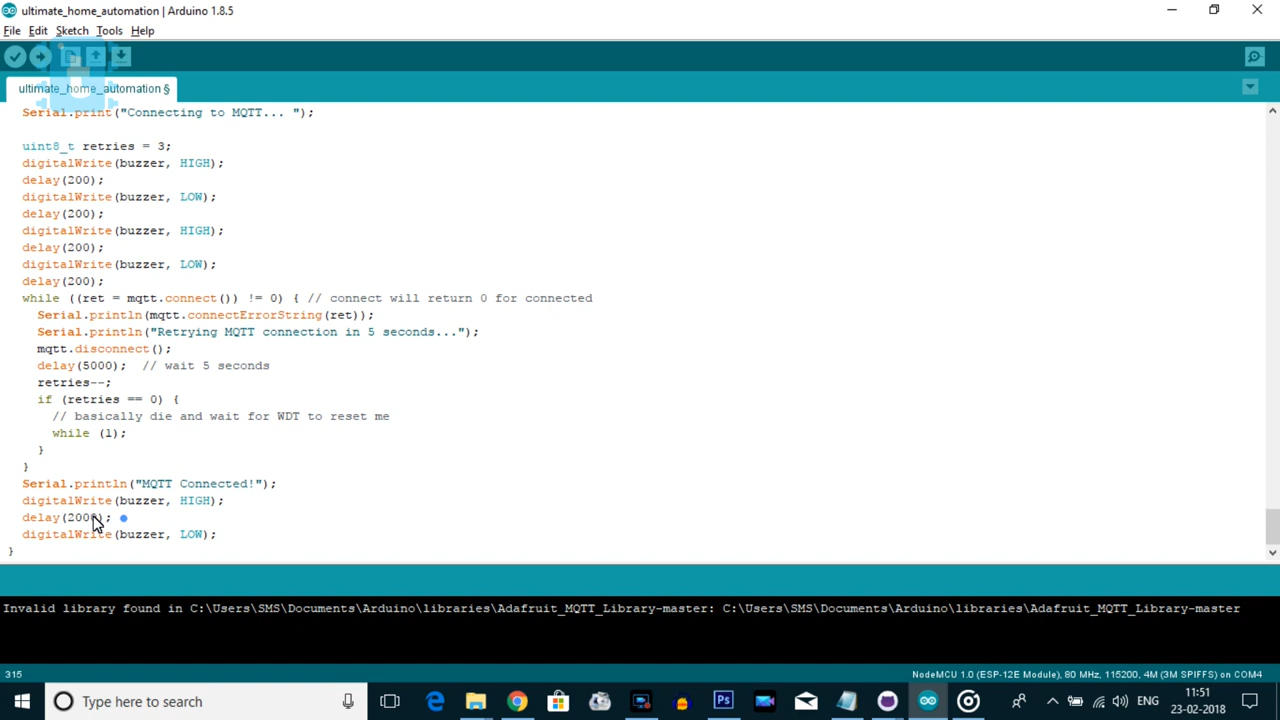 ultimate_home_automation | Arduino 1.8.5
File Edit Sketch Tools Help
ultimate_home_automation §
Serial.print("Connecting to MQTT... ");
uint8_t retries = 3;
digitalWrite(buzzer, HIGH);
delay(200);
digitalWrite(buzzer, LOW);
delay(200);
digitalWrite(buzzer, HIGH);
delay(200);
digitalWrite(buzzer, LOW);
delay(200);
while ((ret = mqtt.connect()) != 0) { // connect will return 0 for connected
Serial.println(mqtt.connectErrorString(ret));
Serial.println("Retrying MQTT connection in 5 seconds...");
mqtt.disconnect();
delay(5000); // wait 5 seconds
retries--;
if (retries == 0) {
// basically die and wait for WDT to reset me
while (1);
}
}
Serial.println("MQTT Connected!");
digitalWrite(buzzer, HIGH);
delay(2000);
digitalWrite(buzzer, LOW);
}
Invalid library found in C:\Users\SMS\Documents\Arduino\libraries\Adafruit_MQTT_Library-master: C:\Users\SMS\Documents\Arduino\libraries\Adafruit_MQTT_Library-master
315 NodeMCU 1.0 (ESP-12E Module), 80 MHz, 115200, 4M (3M SPIFFS) on COM4
Type here to search Ps ENG 11:51
23-02-2018